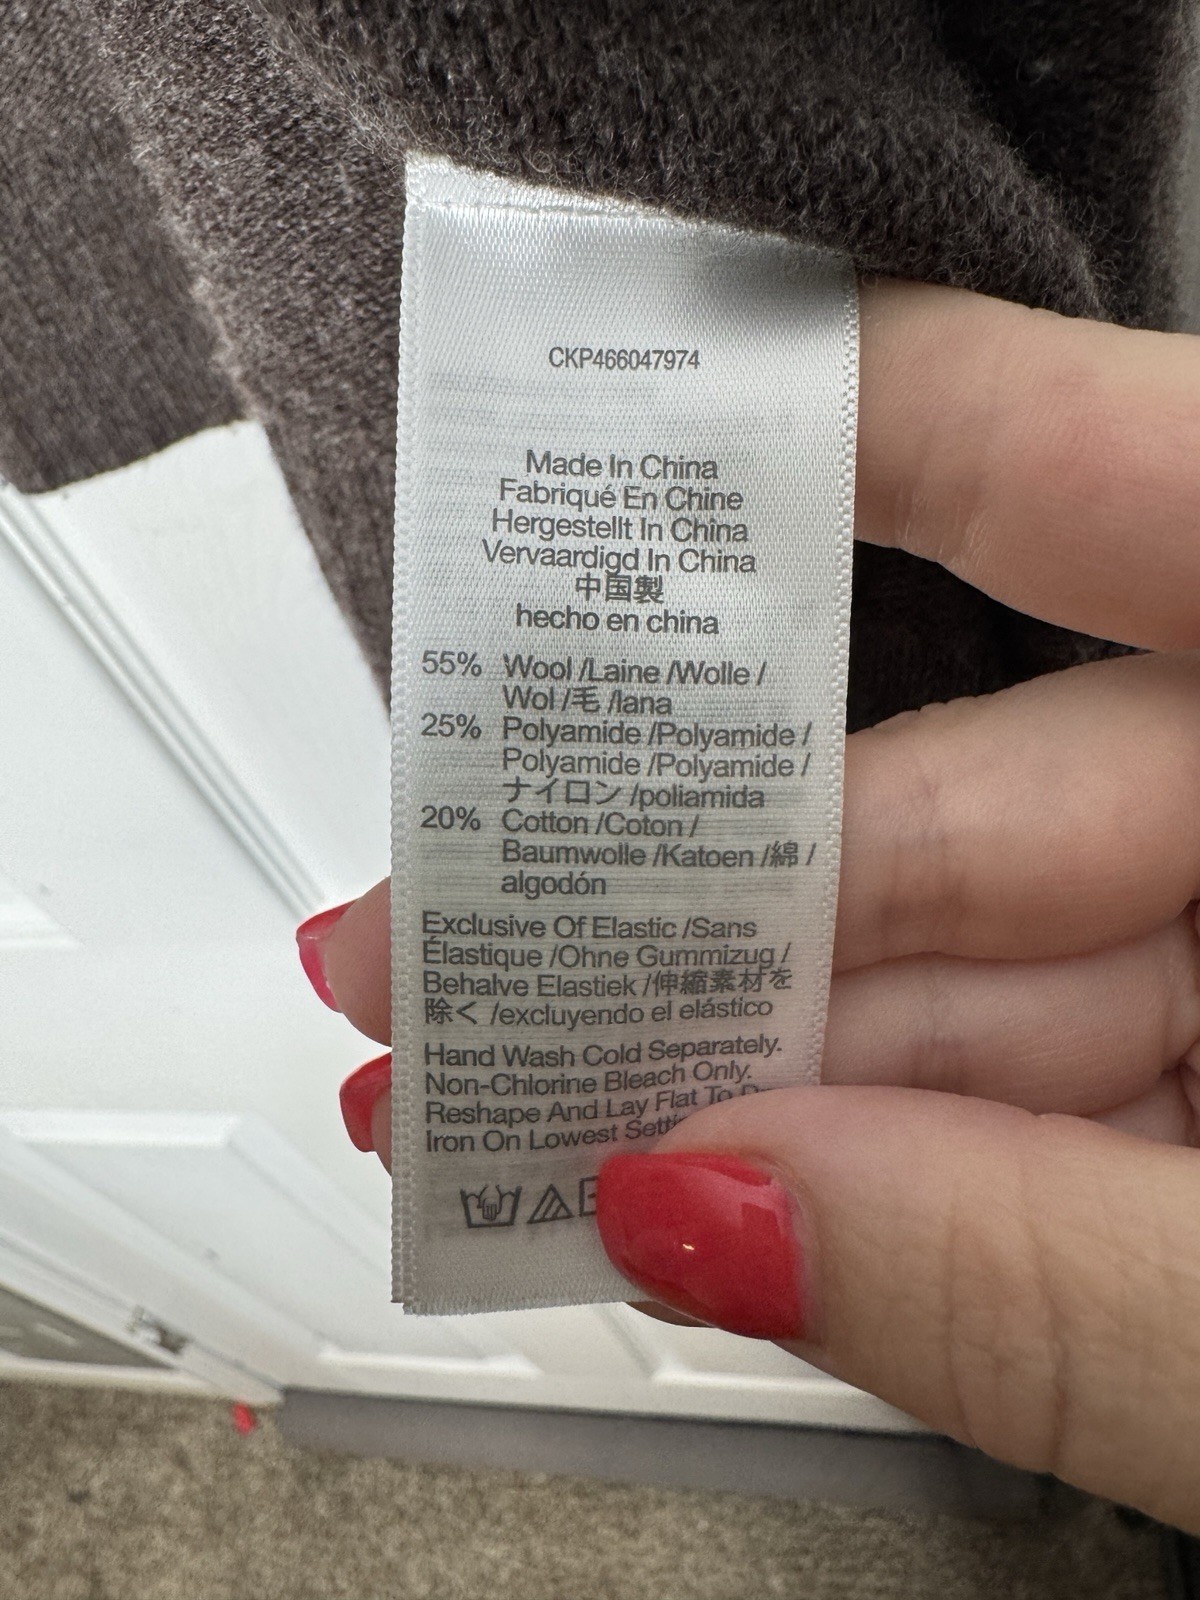 CKP466047974
Made In China
Fabriqué En Chine
Hergestellt In China
Vervaardigd In China
中国製
hecho en china
55% Wool /Laine /Wolle /
Wol /毛 /lana
25% Polyamide /Polyamide /
Polyamide /Polyamide /
ナイロン /poliamida
20% Cotton /Coton /
Baumwolle /Katoen /綿 /
algodón
Exclusive Of Elastic /Sans
Élastique /Ohne Gummizug /
Behalve Elastiek /伸縮素材を
除く /excluyendo el elástico
Hand Wash Cold Separately.
Non-Chlorine Bleach Only.
Reshape And Lay Flat To
Iron On Lowest